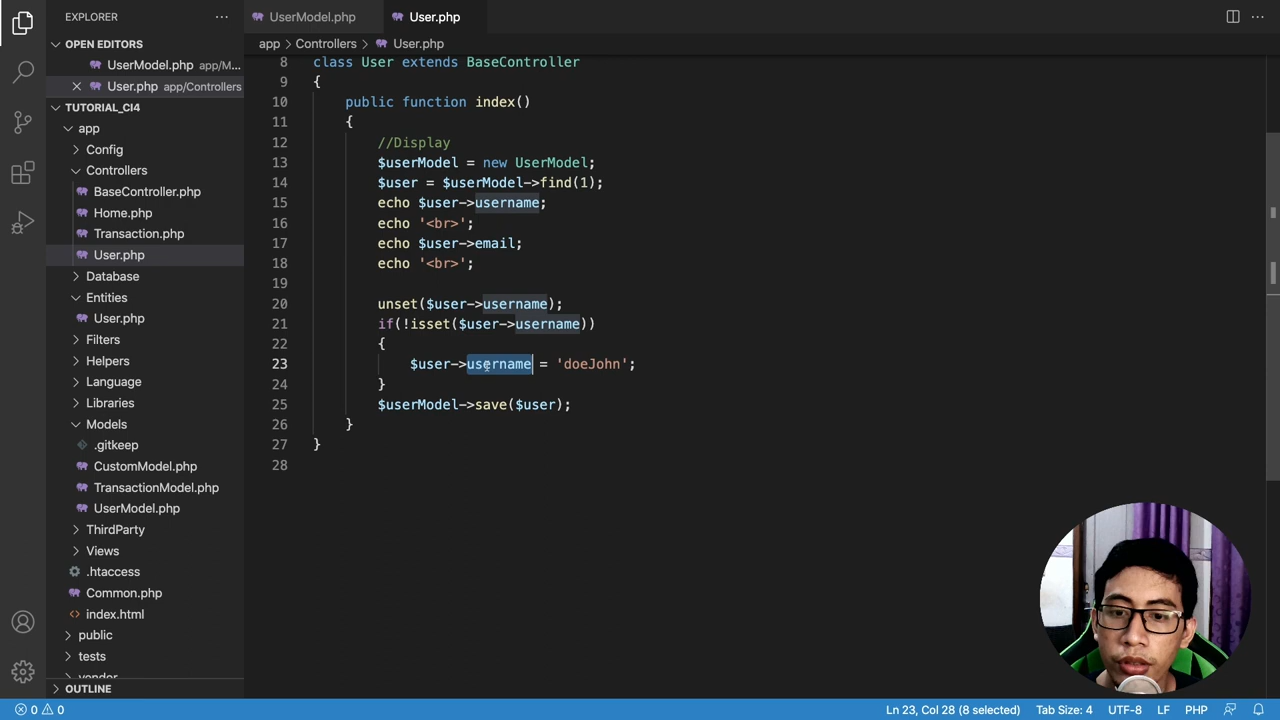 EXPLORER
UserModel.php
User.php
OPEN EDITORS
UserModel.php app/M...
User.php app/Controllers
app > Controllers > User.php
TUTORIAL_CI4
app
Config
Controllers
BaseController.php
Home.php
Transaction.php
User.php
Database
Entities
User.php
Filters
Helpers
Language
Libraries
Models
.gitkeep
CustomModel.php
TransactionModel.php
UserModel.php
ThirdParty
Views
.htaccess
Common.php
index.html
public
tests
vendor
OUTLINE
8 class User extends BaseController
9 {
10 public function index()
11 {
12 //Display
13 $userModel = new UserModel;
14 $user = $userModel->find(1);
15 echo $user->username;
16 echo '<br>';
17 echo $user->email;
18 echo '<br>';
19
20 unset($user->username);
21 if(!isset($user->username))
22 {
23 $user->username = 'doeJohn';
24 }
25 $userModel->save($user);
26 }
27 }
28
0 0
Ln 23, Col 28 (8 selected) Tab Size: 4 UTF-8 LF PHP